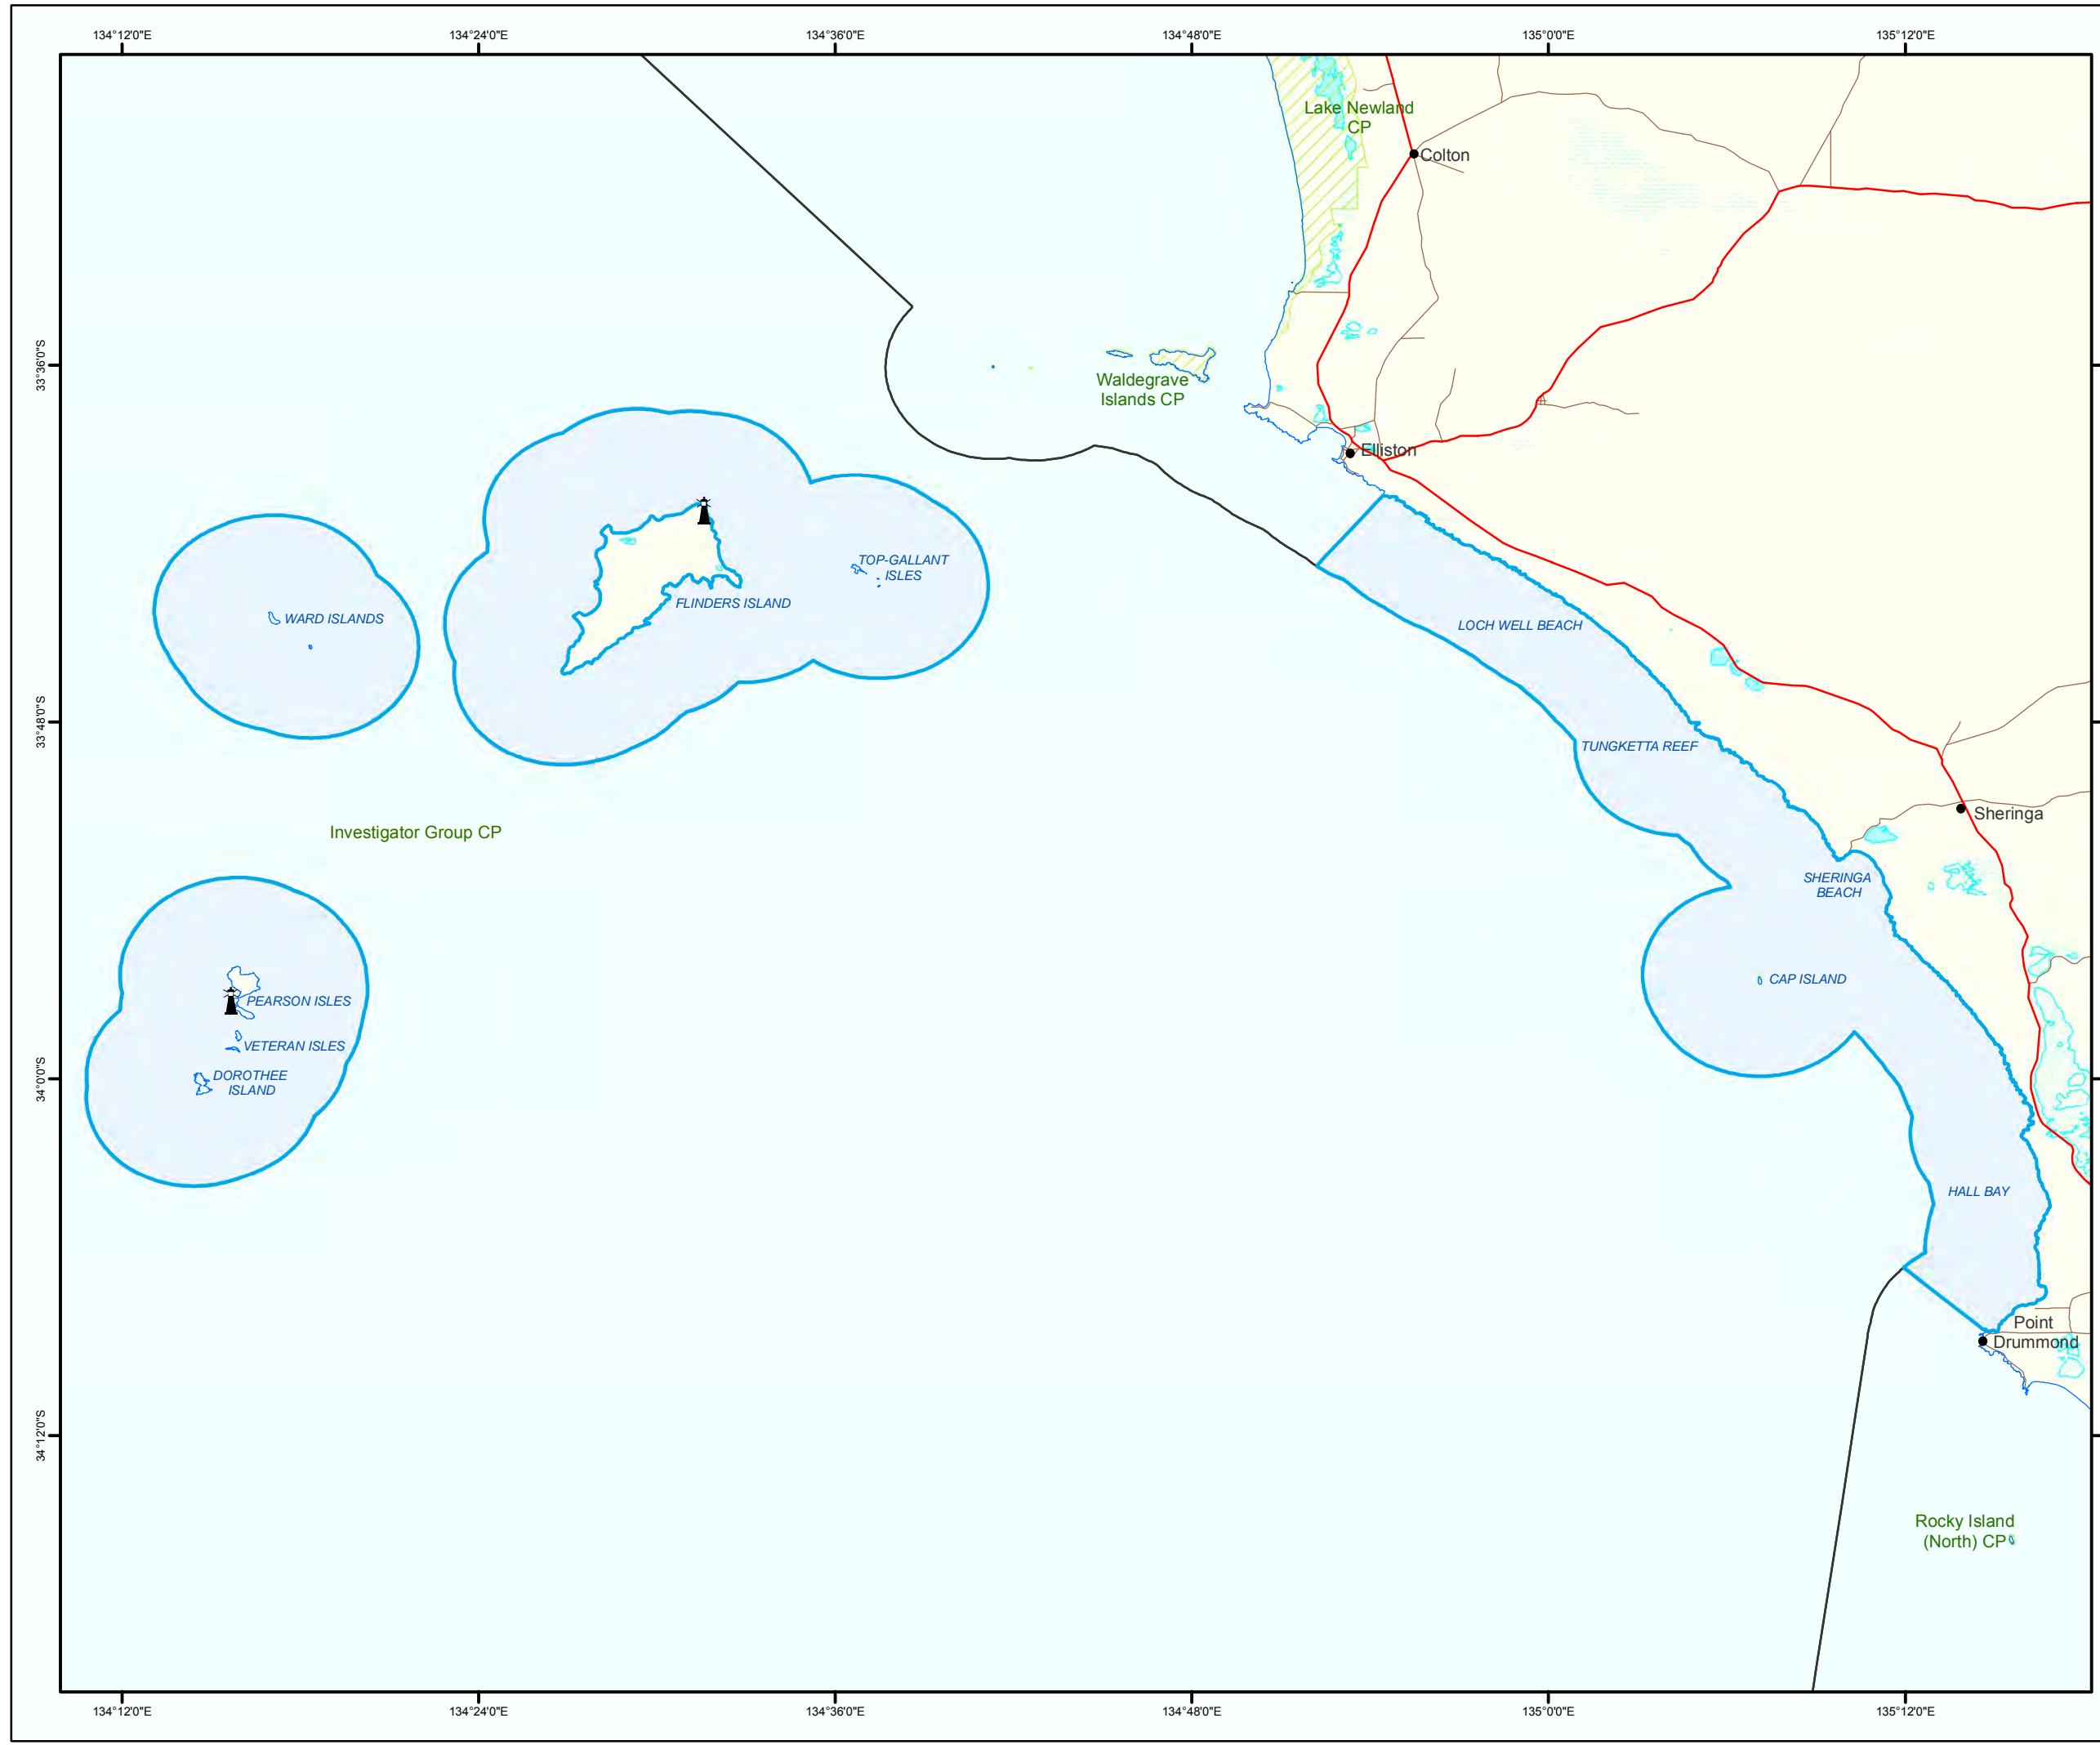 134°12'0"E
134°24'0"E
134°36'0"E
134°48'0"E
135°0'0"E
135°12'0"E
Lake Newland
CP
Colton
33°36'0"S
Waldegrave
Islands CP
Elliston
TOP-GALLANT
ISLES
FLINDERS ISLAND
WARD ISLANDS
LOCH WELL BEACH
33°48'0"S
TUNGKETTA REEF
Sheringa
Investigator Group CP
SHERINGA
BEACH
CAP ISLAND
PEARSON ISLES
VETERAN ISLES
DOROTHEE
ISLAND
34°0'0"S
HALL BAY
Point
Drummond
34°12'0"S
Rocky Island
(North) CP
134°12'0"E
134°24'0"E
134°36'0"E
134°48'0"E
135°0'0"E
135°12'0"E